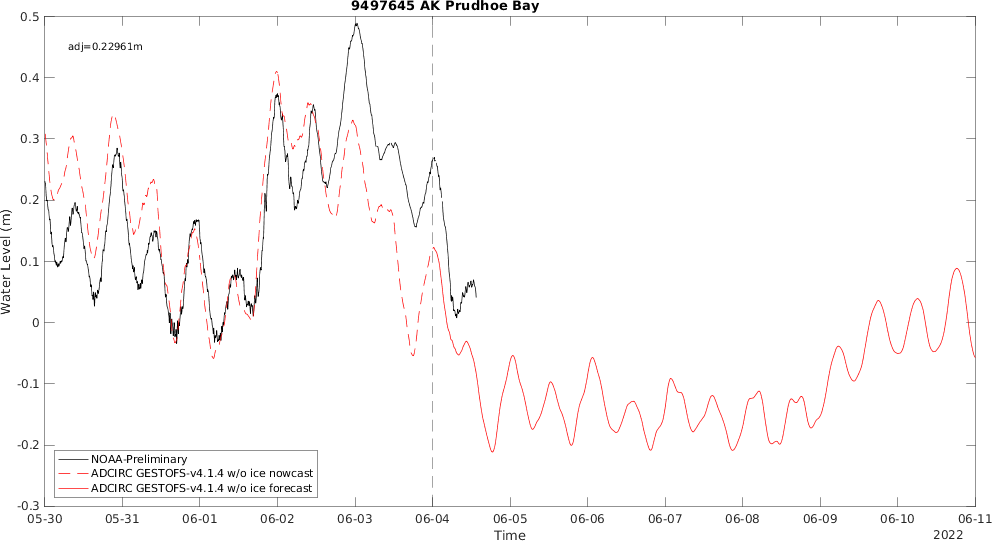 9497645 AK Prudhoe Bay
adj=0.22961m
0.5
0.4
0.3
0.2
0.1
0
-0.1
-0.2
-0.3
Water Level (m)
NOAA-Preliminary
ADCIRC GESTOFS-v4.1.4 w/o ice nowcast
ADCIRC GESTOFS-v4.1.4 w/o ice forecast
05-30 05-31 06-01 06-02 06-03 06-04 06-05 06-06 06-07 06-08 06-09 06-10 06-11
Time
2022